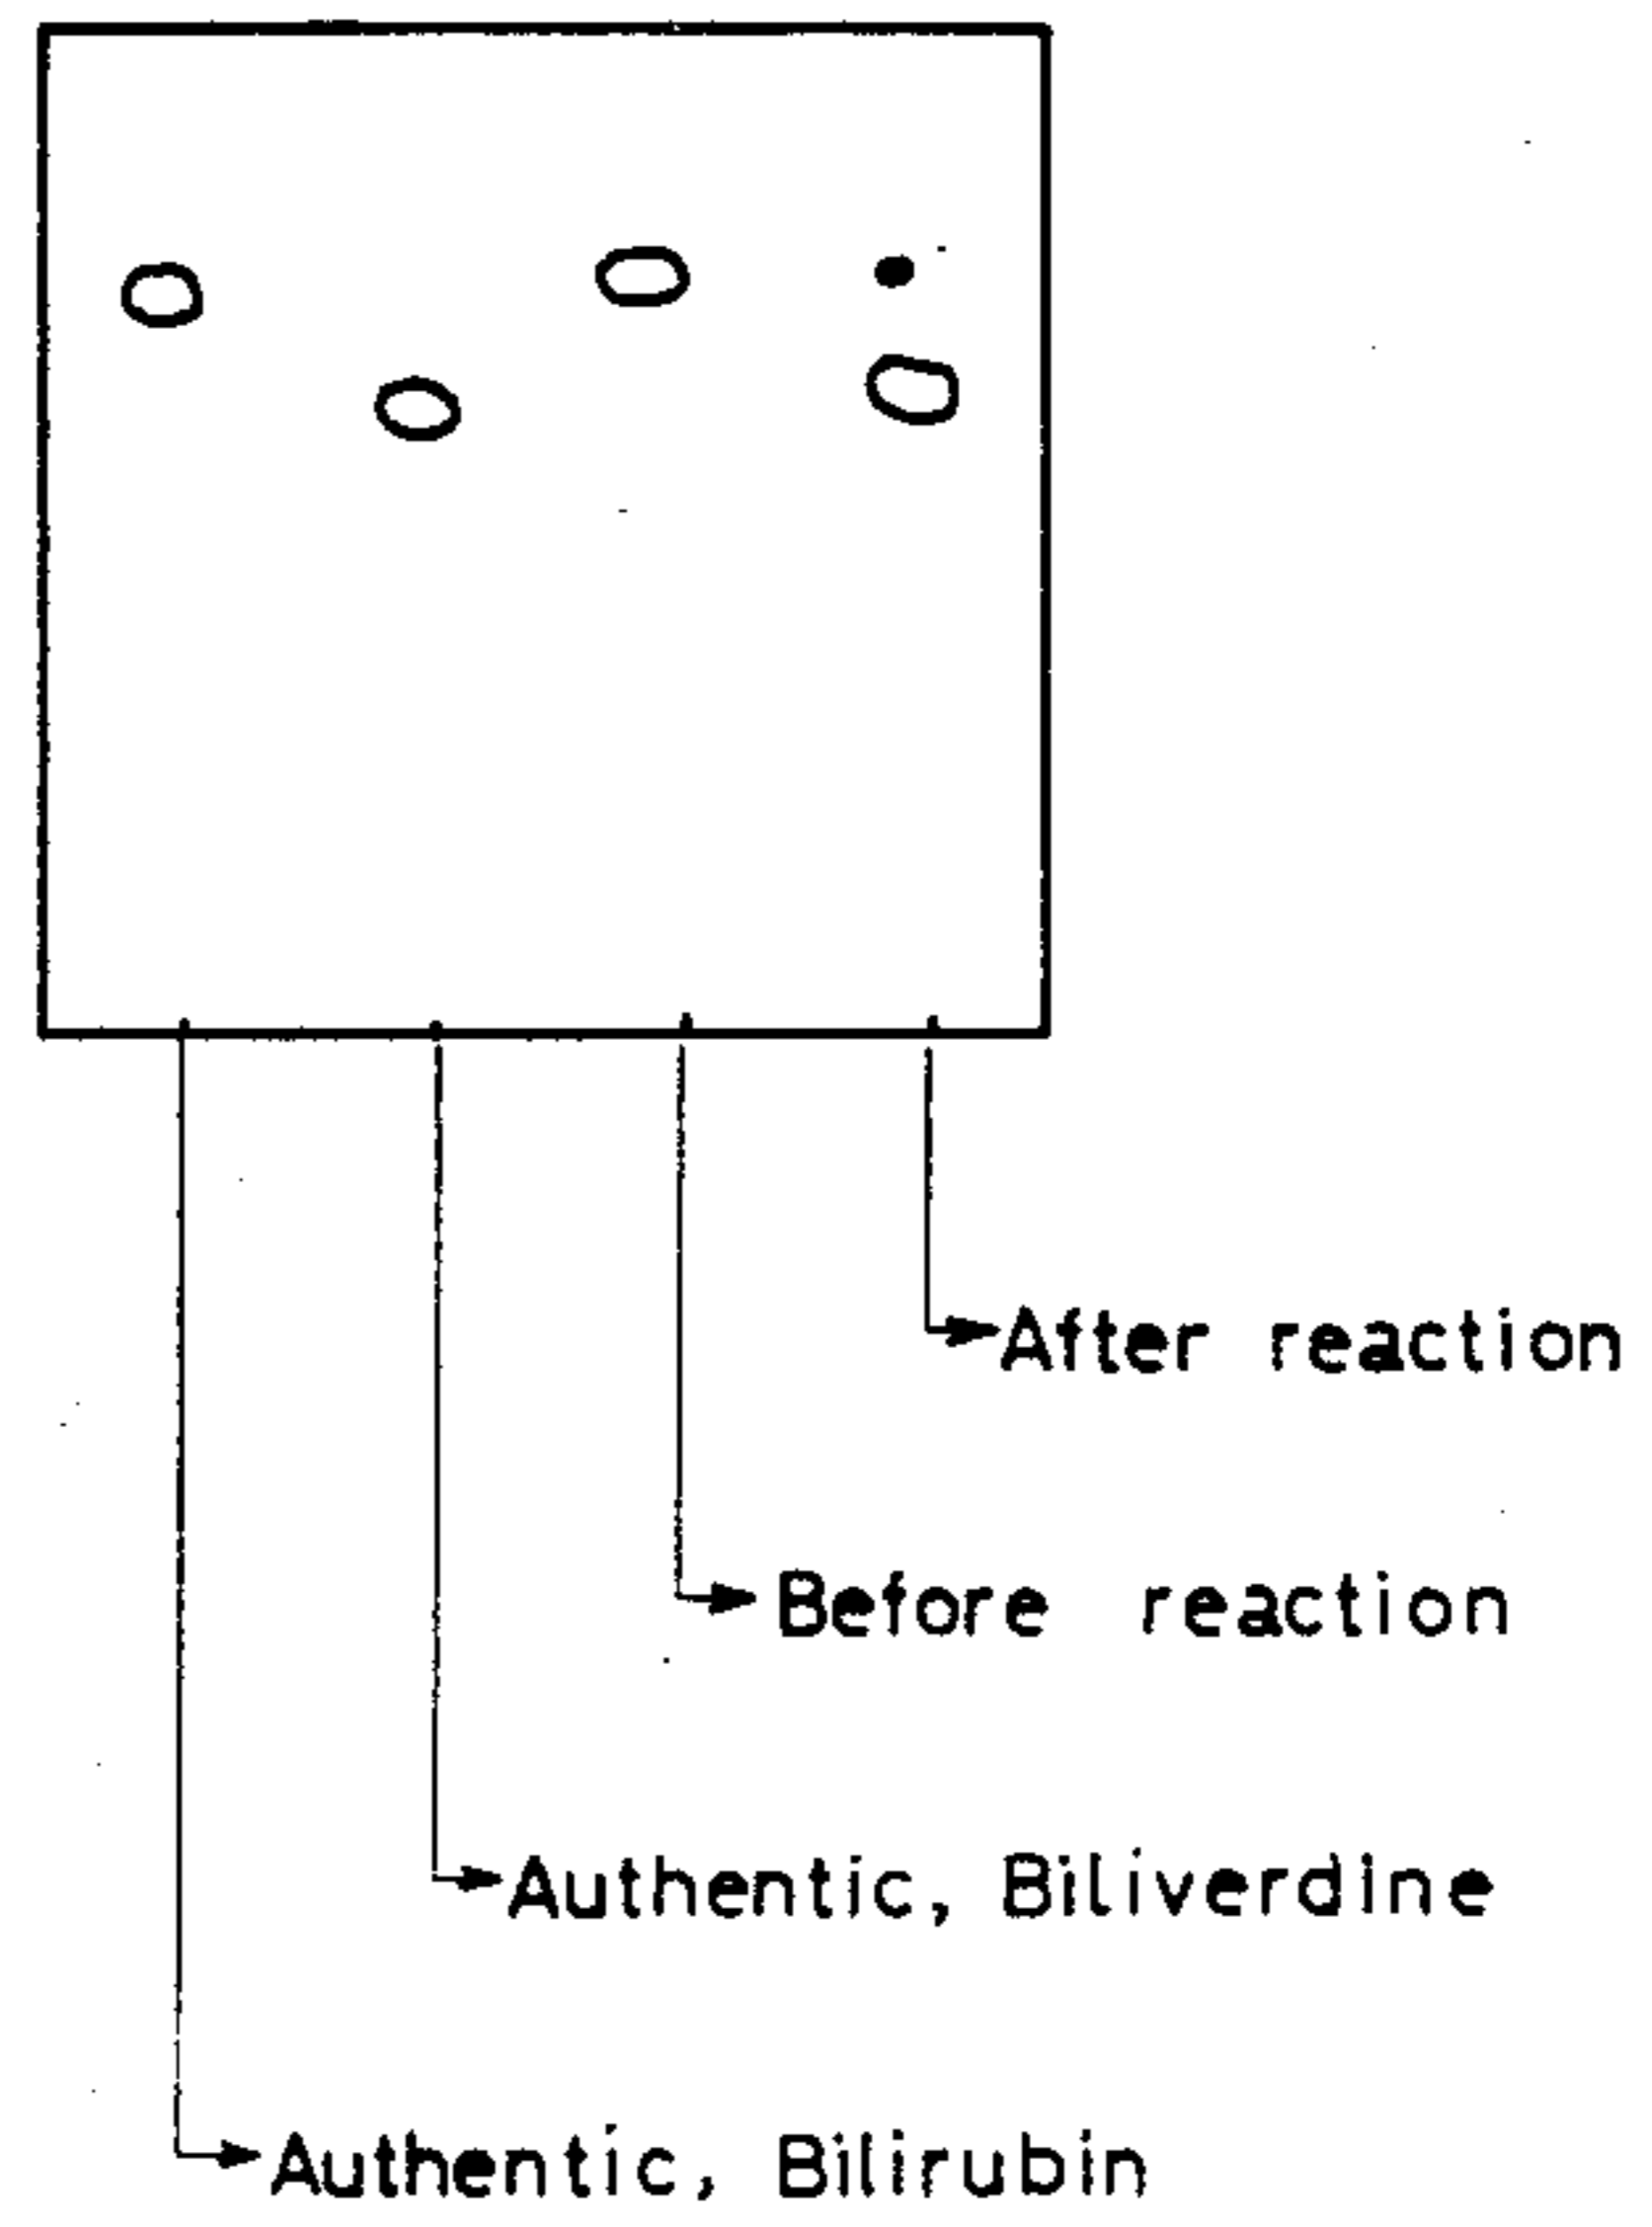 After reaction
Before reaction
Authentic, Biliverdine
Authentic, Bilirubin